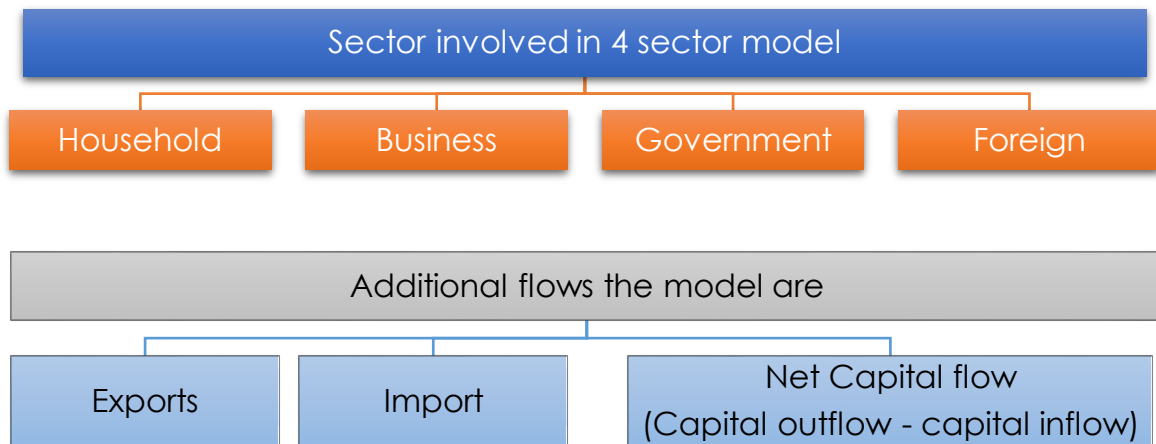 Sector involved in 4 sector model
Household
Business
Government
Foreign
Additional flows the model are
Exports
Import
Net Capital flow
(Capital outflow - capital inflow)